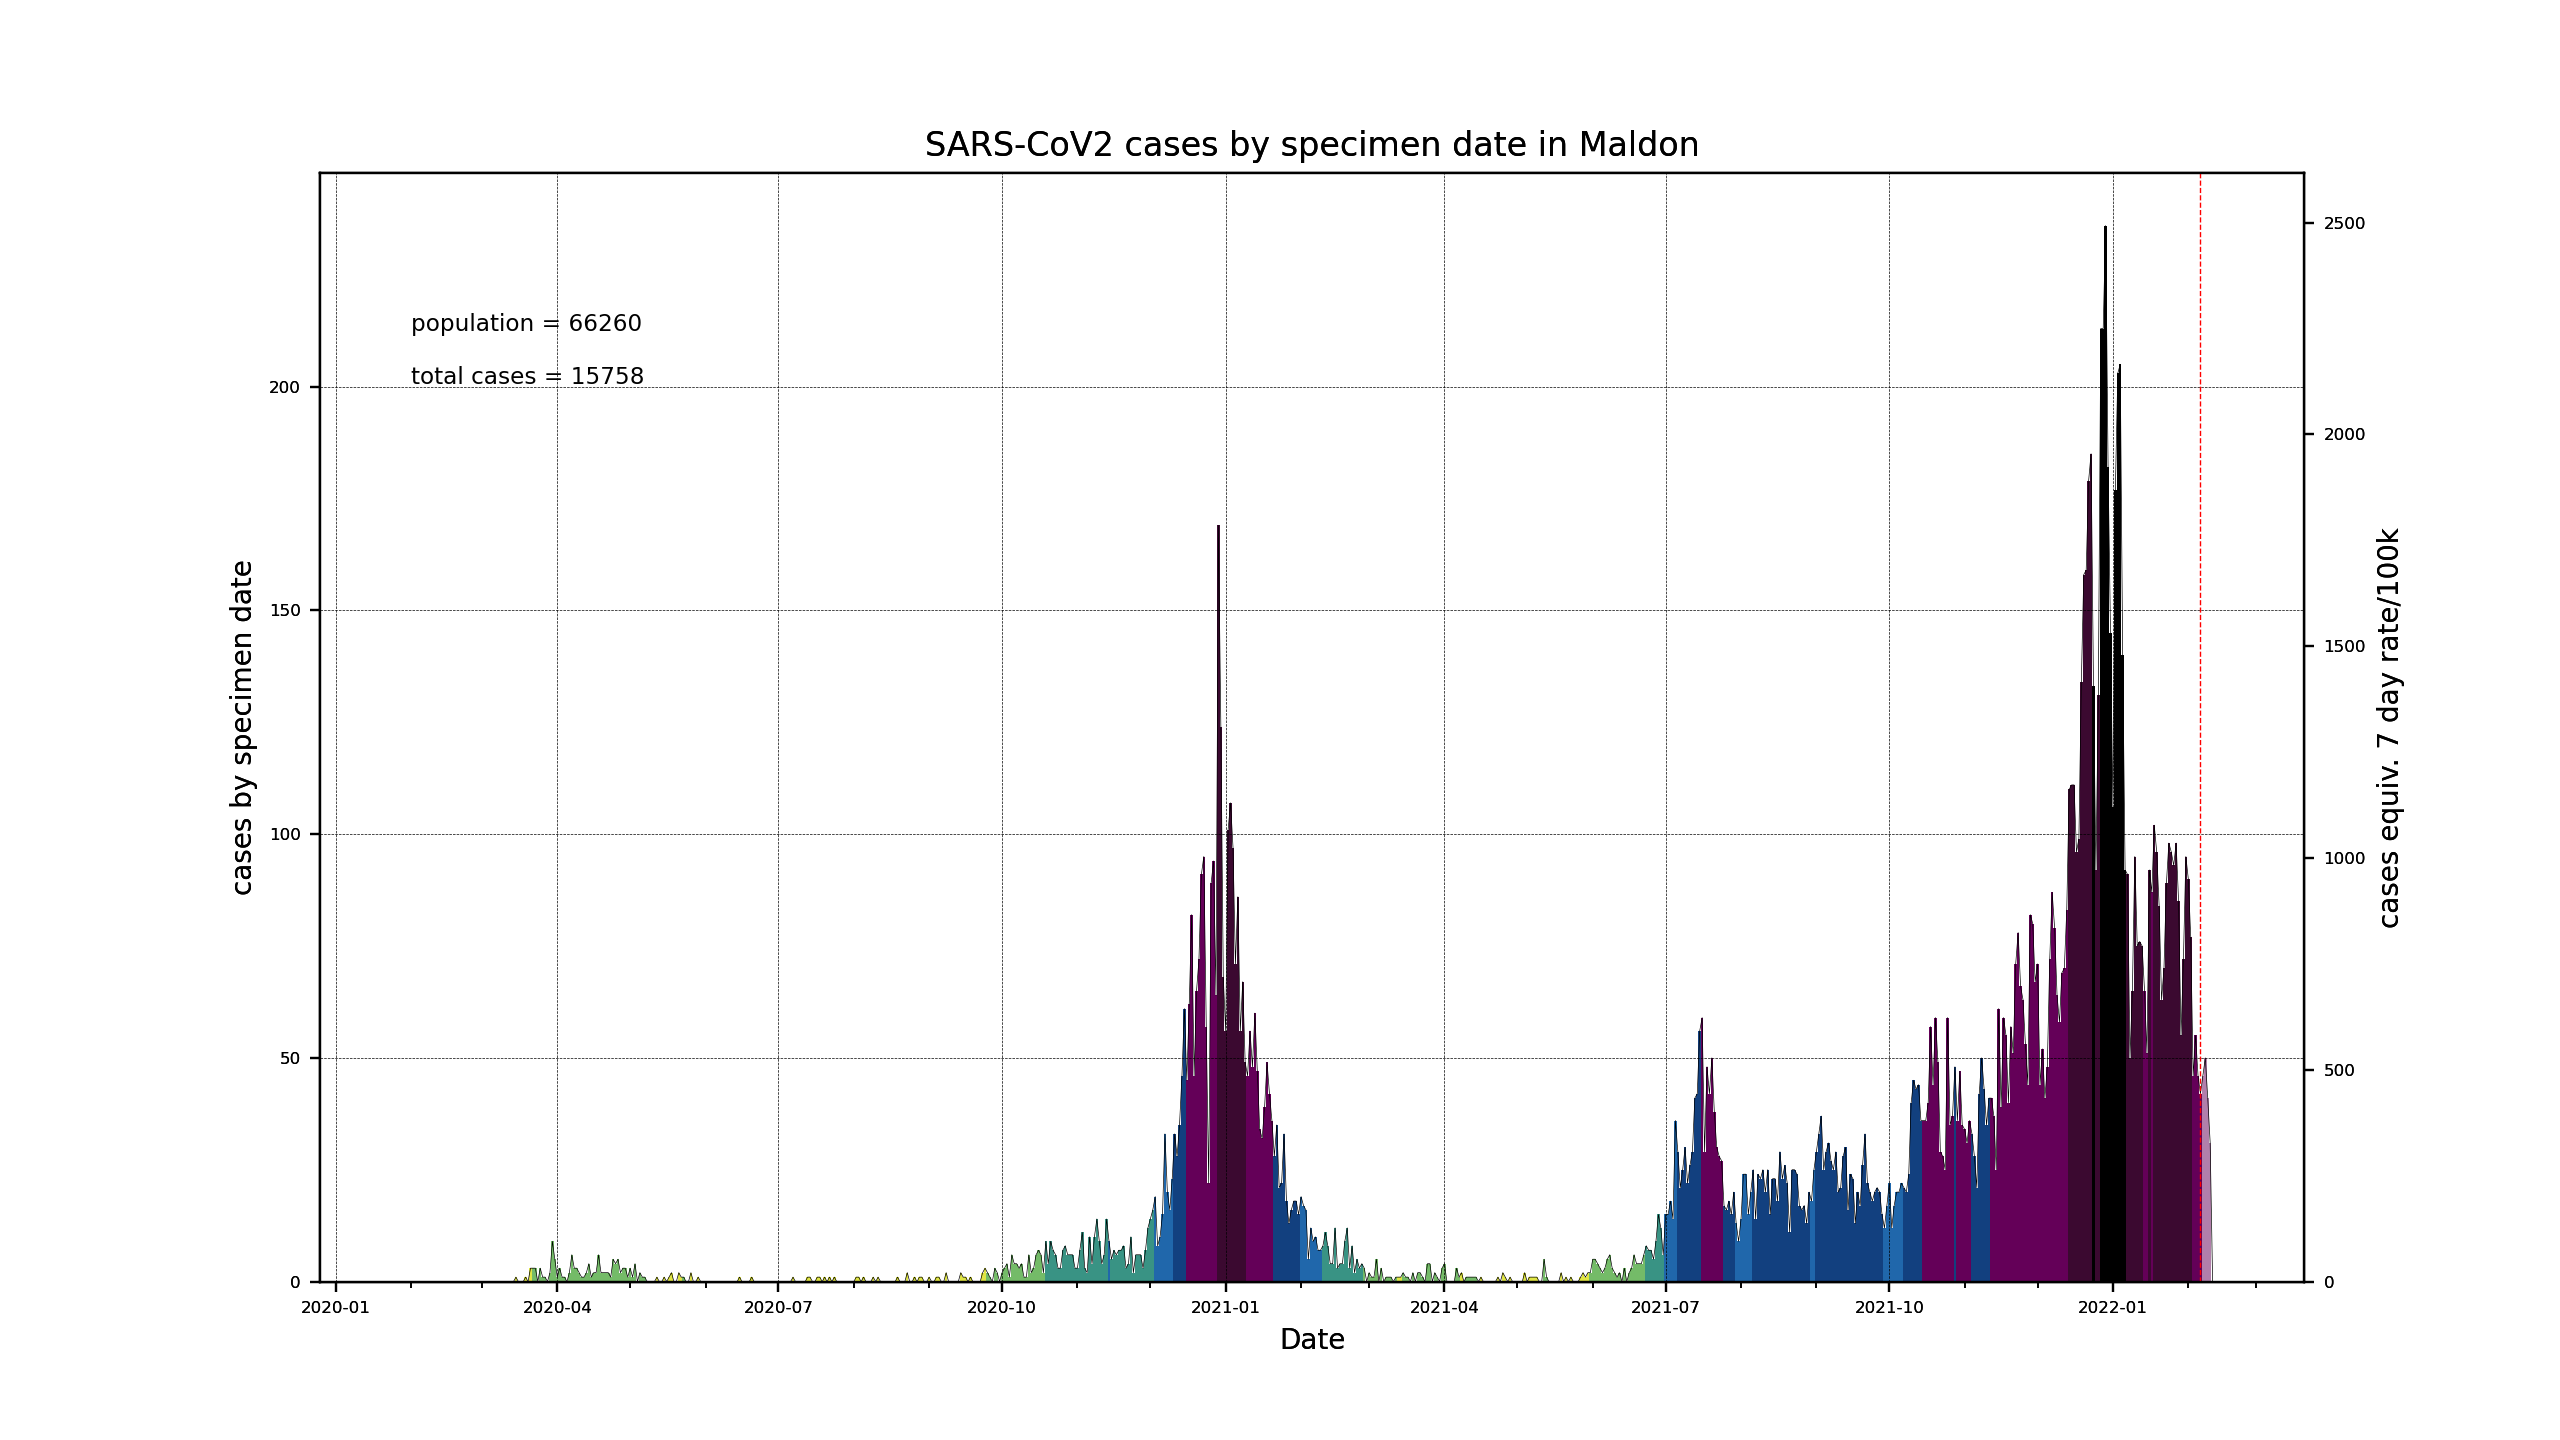 SARS-CoV2 cases by specimen date in Maldon
population = 66260
total cases = 15758
cases by specimen date
200
150
100
50
0
2500
2000
1500
1000
500
0
cases equiv. 7 day rate/100k
2020-01 2020-04 2020-07 2020-10 2021-01 2021-04 2021-07 2021-10 2022-01
Date